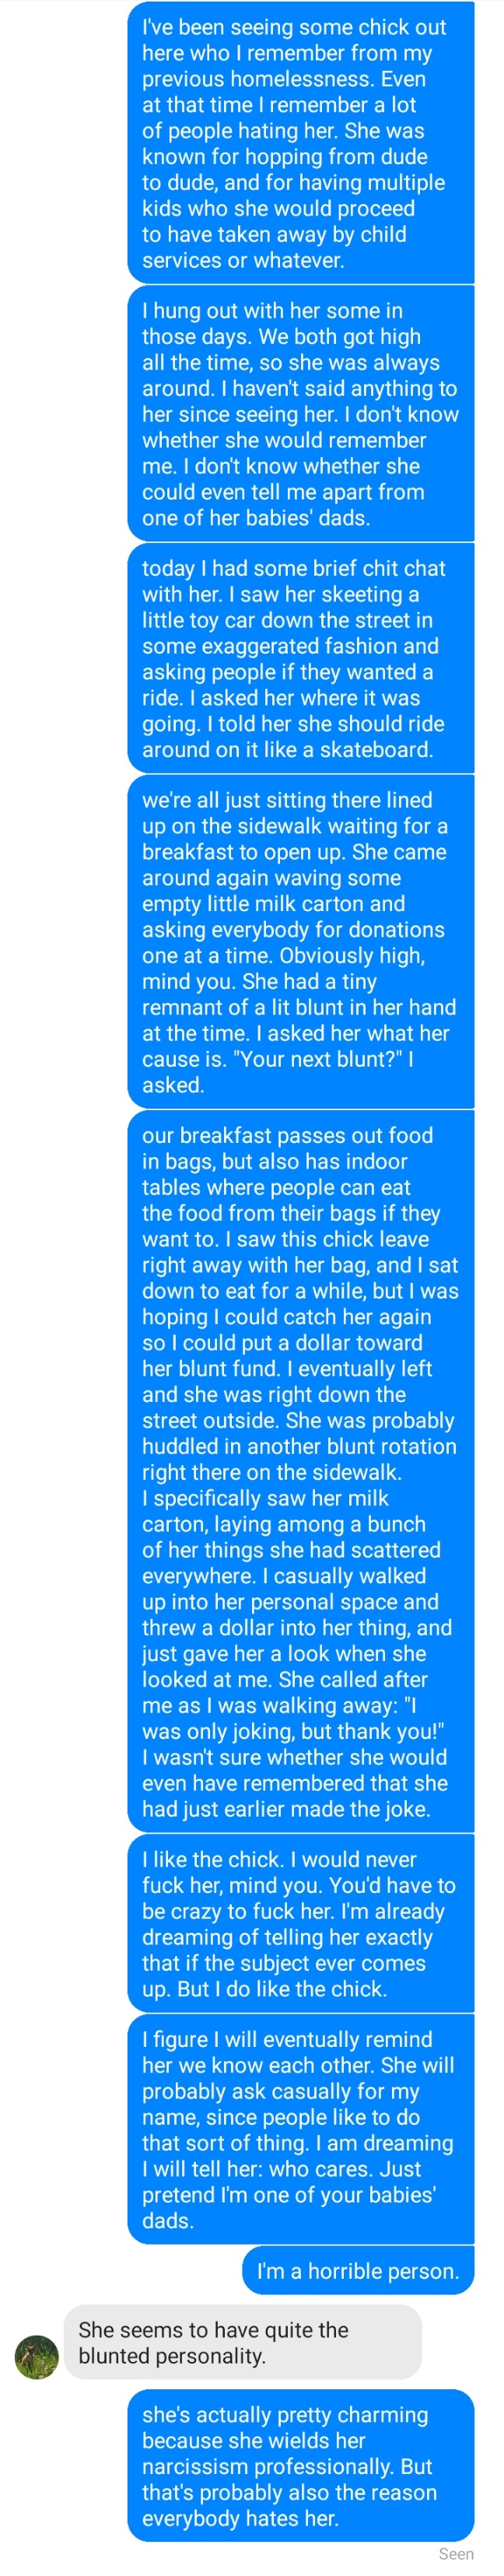 I've been seeing some chick out
here who I remember from my
previous homelessness. Even
at that time I remember a lot
of people hating her. She was
known for hopping from dude
to dude, and for having multiple
kids who she would proceed
to have taken away by child
services or whatever.
I hung out with her some in
those days. We both got high
all the time, so she was always
around. I haven't said anything to
her since seeing her. I don't know
whether she would remember
me. I don't know whether she
could even tell me apart from
one of her babies' dads.
today I had some brief chit chat
with her. I saw her skeeting a
little toy car down the street in
some exaggerated fashion and
asking people if they wanted a
ride. I asked her where it was
going. I told her she should ride
around on it like a skateboard.
we're all just sitting there lined
up on the sidewalk waiting for a
breakfast to open up. She came
around again waving some
empty little milk carton and
asking everybody for donations
one at a time. Obviously high,
mind you. She had a tiny
remnant of a lit blunt in her hand
at the time. I asked her what her
cause is. "Your next blunt?" I
asked.
our breakfast passes out food
in bags, but also has indoor
tables where people can eat
the food from their bags if they
want to. I saw this chick leave
right away with her bag, and I sat
down to eat for a while, but I was
hoping I could catch her again
so I could put a dollar toward
her blunt fund. I eventually left
and she was right down the
street outside. She was probably
huddled in another blunt rotation
right there on the sidewalk.
I specifically saw her milk
carton, laying among a bunch
of her things she had scattered
everywhere. I casually walked
up into her personal space and
threw a dollar into her thing, and
just gave her a look when she
looked at me. She called after
me as I was walking away: "I
was only joking, but thank you!"
I wasn't sure whether she would
even have remembered that she
had just earlier made the joke.
I like the chick. I would never
fuck her, mind you. You'd have to
be crazy to fuck her. I'm already
dreaming of telling her exactly
that if the subject ever comes
up. But I do like the chick.
I figure I will eventually remind
her we know each other. She will
probably ask casually for my
name, since people like to do
that sort of thing. I am dreaming
I will tell her: who cares. Just
pretend I'm one of your babies'
dads.
I'm a horrible person.
She seems to have quite the
blunted personality.
she's actually pretty charming
because she wields her
narcissism professionally. But
that's probably also the reason
everybody hates her.
Seen